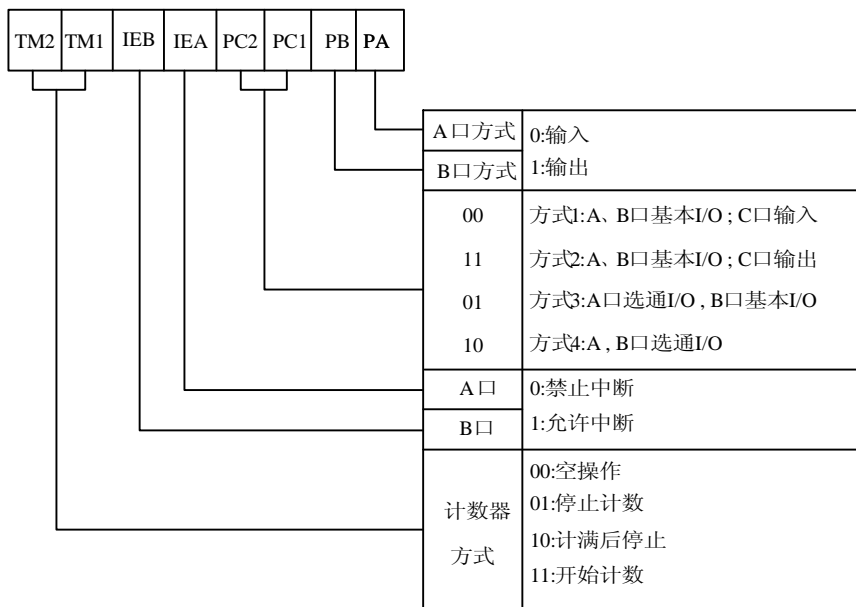 TM2 TM1 IEB IEA PC2 PC1 PB PA
A口方式 0:输入
B口方式 1:输出
00 方式1:A、B口基本I/O；C口输入
11 方式2:A、B口基本I/O；C口输出
01 方式3:A口选通I/O，B口基本I/O
10 方式4:A，B口选通I/O
A口 0:禁止中断
B口 1:允许中断
计数器
方式
00:空操作
01:停止计数
10:计满后停止
11:开始计数